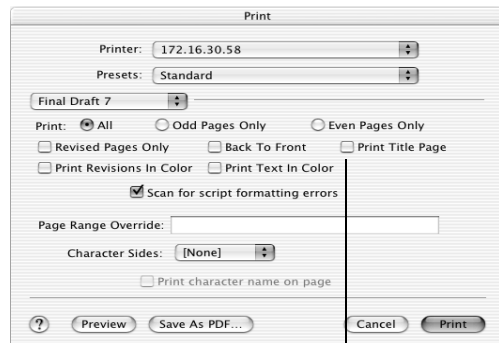 Print
Printer: 172.16.30.58
Presets: Standard
Final Draft 7
Print: All Odd Pages Only Even Pages Only
Revised Pages Only Back To Front Print Title Page
Print Revisions In Color Print Text In Color
Scan for script formatting errors
Page Range Override:
Character Sides: [None]
Print character name on page
? Preview Save As PDF... Cancel Print